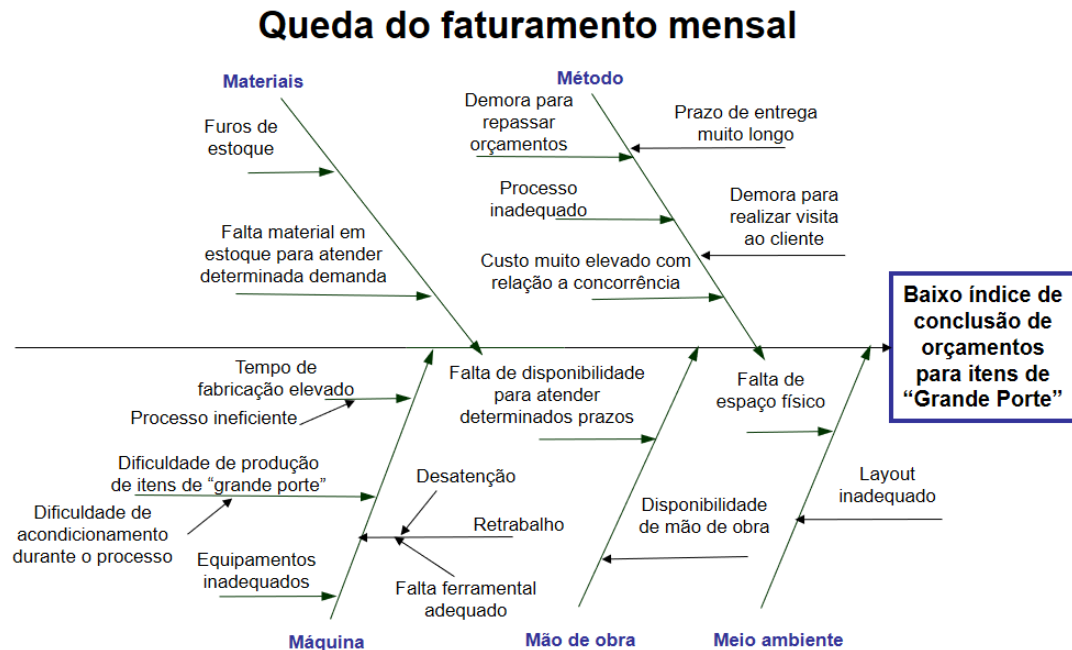 Queda do faturamento mensal
Materiais
Furos de
estoque
Falta material em
estoque para atender
determinada demanda
Método
Demora para
repassar
orçamentos
Prazo de entrega
muito longo
Processo
inadequado
Demora para
realizar visita
ao cliente
Custo muito elevado com
relação a concorrência
Baixo índice de
conclusão de
orçamentos
para itens de
“Grande Porte”
Tempo de
fabricação elevado
Processo ineficiente
Dificuldade de produção
de itens de “grande porte”
Dificuldade de
acondicionamento
durante o processo
Equipamentos
inadequados
Desatenção
Retrabalho
Falta ferramental
adequado
Máquina
Falta de disponibilidade
para atender
determinados prazos
Disponibilidade
de mão de obra
Mão de obra
Falta de
espaço físico
Layout
inadequado
Meio ambiente